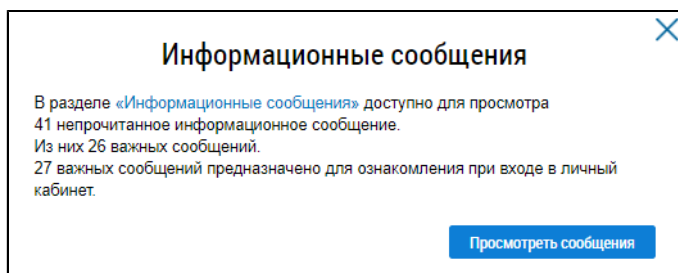 Информационные сообщения
В разделе «Информационные сообщения» доступно для просмотра
41 непрочитанное информационное сообщение.
Из них 26 важных сообщений.
27 важных сообщений предназначено для ознакомления при входе в личный
кабинет.
Просмотреть сообщения